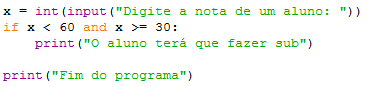 x = int(input("Digite a nota de um aluno: "))
if x < 60 and x >= 30:
    print("O aluno terá que fazer sub")

print("Fim do programa")